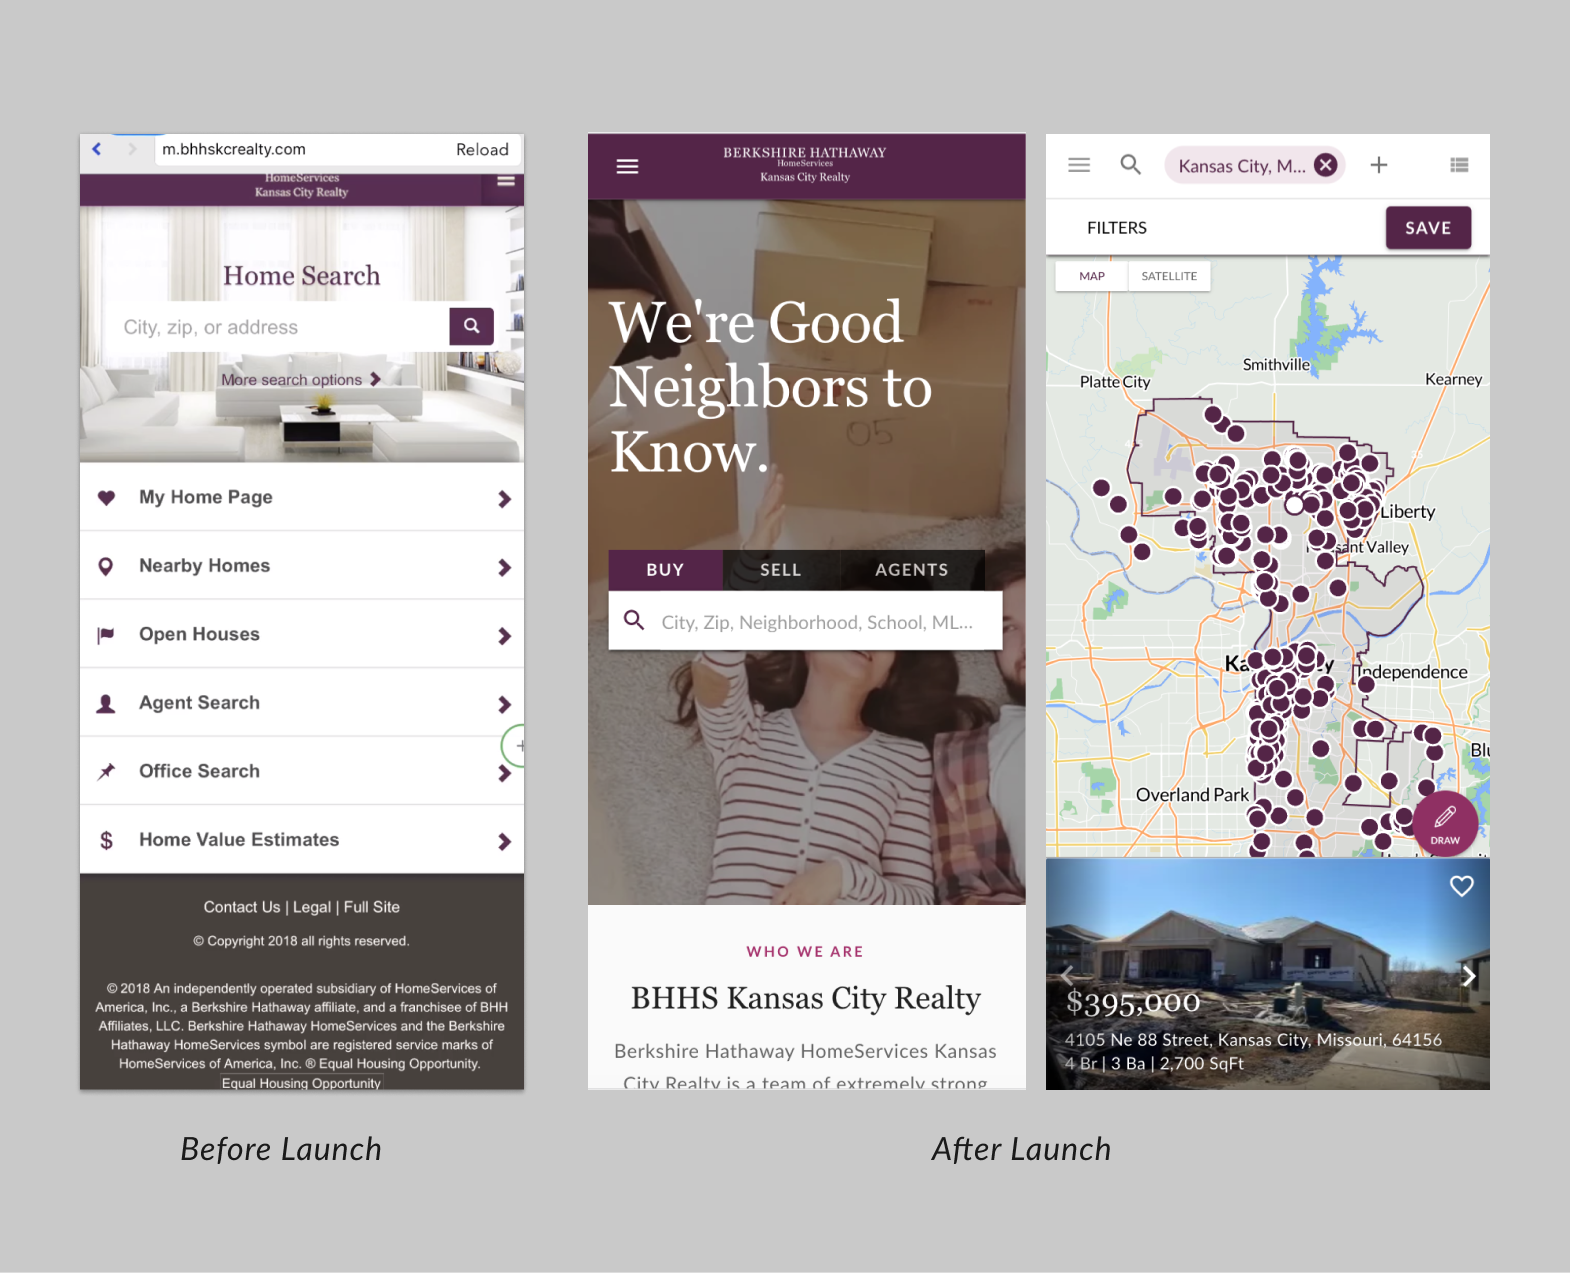 m.bhhskcrealty.com
Reload
HomeServices
Kansas City Realty
Home Search
City, zip, or address
More search options
My Home Page
Nearby Homes
Open Houses
Agent Search
Office Search
$
Home Value Estimates
Contact Us | Legal | Full Site
© Copyright 2018 all rights reserved.
© 2018 An independently operated subsidiary of HomeServices of
America, Inc., a Berkshire Hathaway affiliate, and a franchisee of BHH
Affiliates, LLC. Berkshire Hathaway HomeServices and the Berkshire
Hathaway HomeServices symbol are registered service marks of
HomeServices of America, Inc. ® Equal Housing Opportunity.
Equal Housing Opportunity
Before Launch
BERKSHIRE HATHAWAY
HomeServices
Kansas City Realty
05
We're Good
Neighbors to
Know.
BUY
SELL
AGENTS
City, Zip, Neighborhood, School, ML...
WHO WE ARE
BHHS Kansas City Realty
Berkshire Hathaway HomeServices Kansas
City Realty is a team of extremely strong
Kansas City, M...
FILTERS
SAVE
MAP
SATELLITE
Smithville
Platte City
Kearney
Liberty
sant Valley
Ka
y
Independence
Blu
Overland Park
DRAW
$395,000
4105 Ne 88 Street, Kansas City, Missouri, 64156
4 Br | 3 Ba | 2,700 SqFt
After Launch